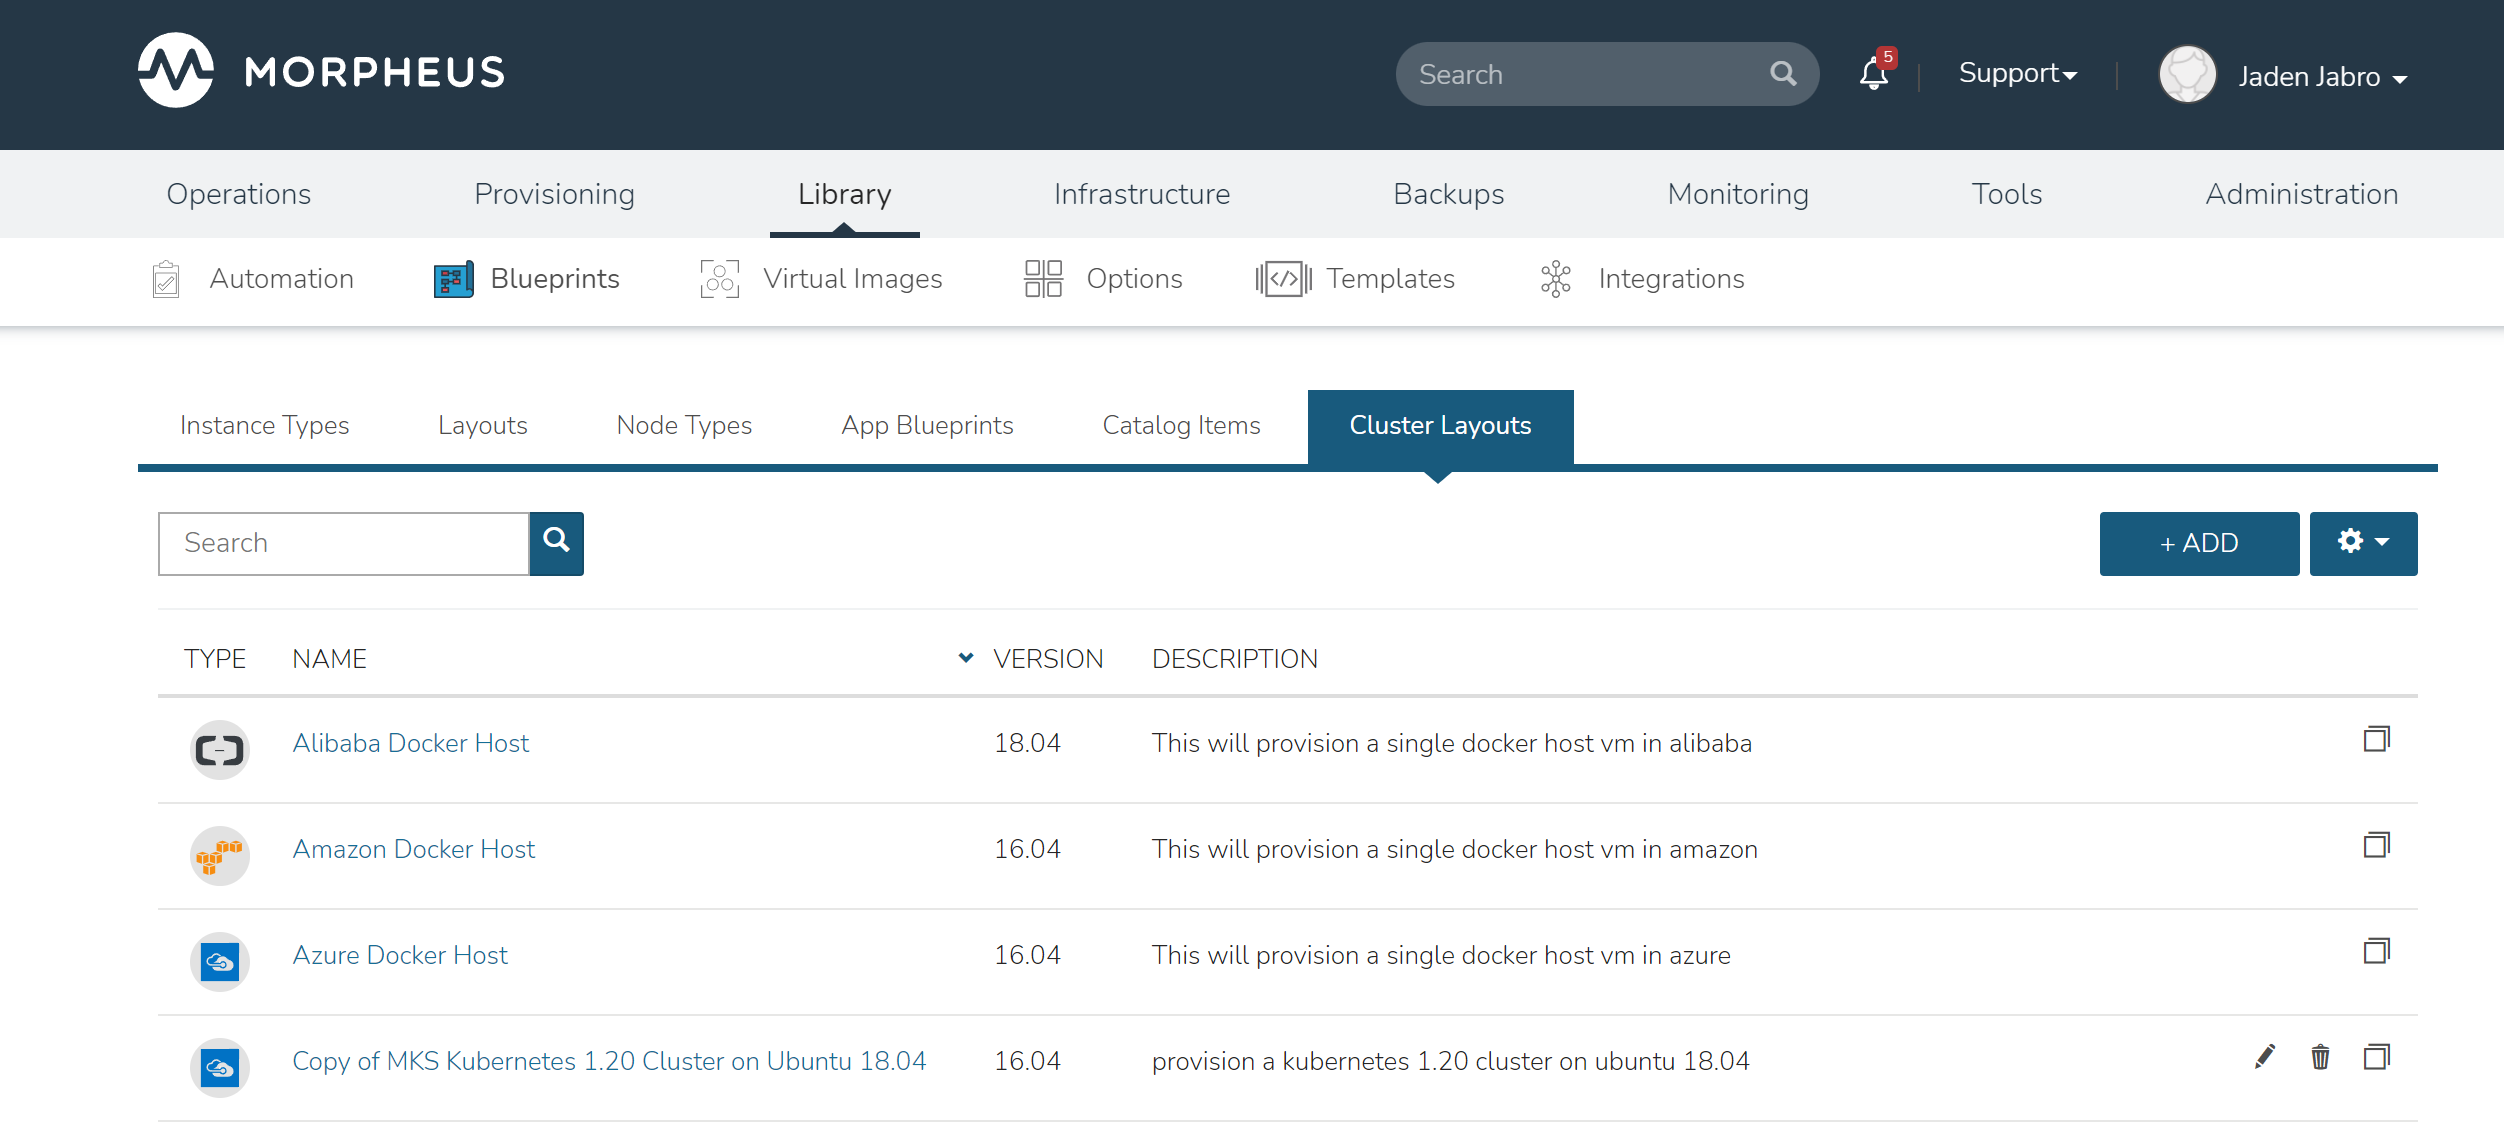 MORPHEUS
Search
5
Support
Jaden Jabro
Operations Provisioning Library Infrastructure Backups Monitoring Tools Administration
Automation Blueprints Virtual Images Options Templates Integrations
Instance Types Layouts Node Types App Blueprints Catalog Items Cluster Layouts
Search
+ ADD
TYPE NAME VERSION DESCRIPTION
Alibaba Docker Host 18.04 This will provision a single docker host vm in alibaba
Amazon Docker Host 16.04 This will provision a single docker host vm in amazon
Azure Docker Host 16.04 This will provision a single docker host vm in azure
Copy of MKS Kubernetes 1.20 Cluster on Ubuntu 18.04 16.04 provision a kubernetes 1.20 cluster on ubuntu 18.04